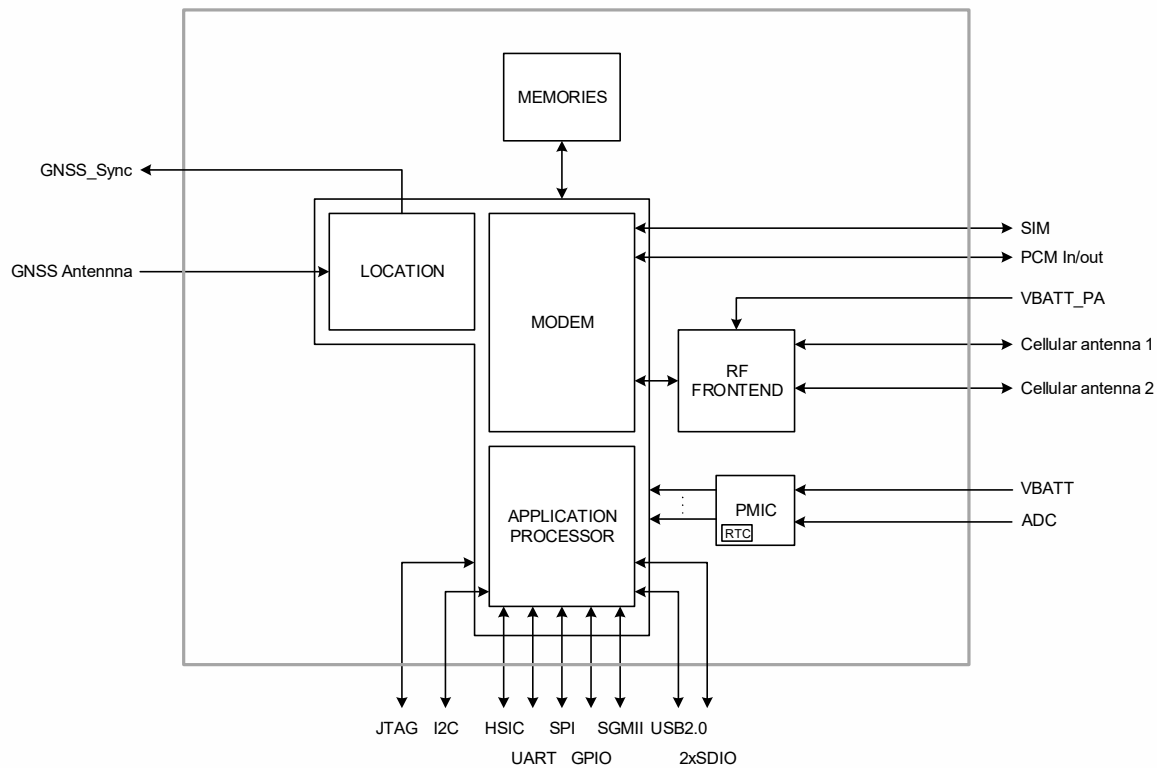 MEMORIES
GNSS_Sync
SIM
GNSS Antennna
LOCATION
PCM In/out
VBATT_PA
MODEM
Cellular antenna 1
RF
FRONTEND
Cellular antenna 2
VBATT
PMIC
RTC
ADC
APPLICATION
PROCESSOR
JTAG
I2C
HSIC
SPI
SGMII
USB2.0
UART
GPIO
2xSDIO